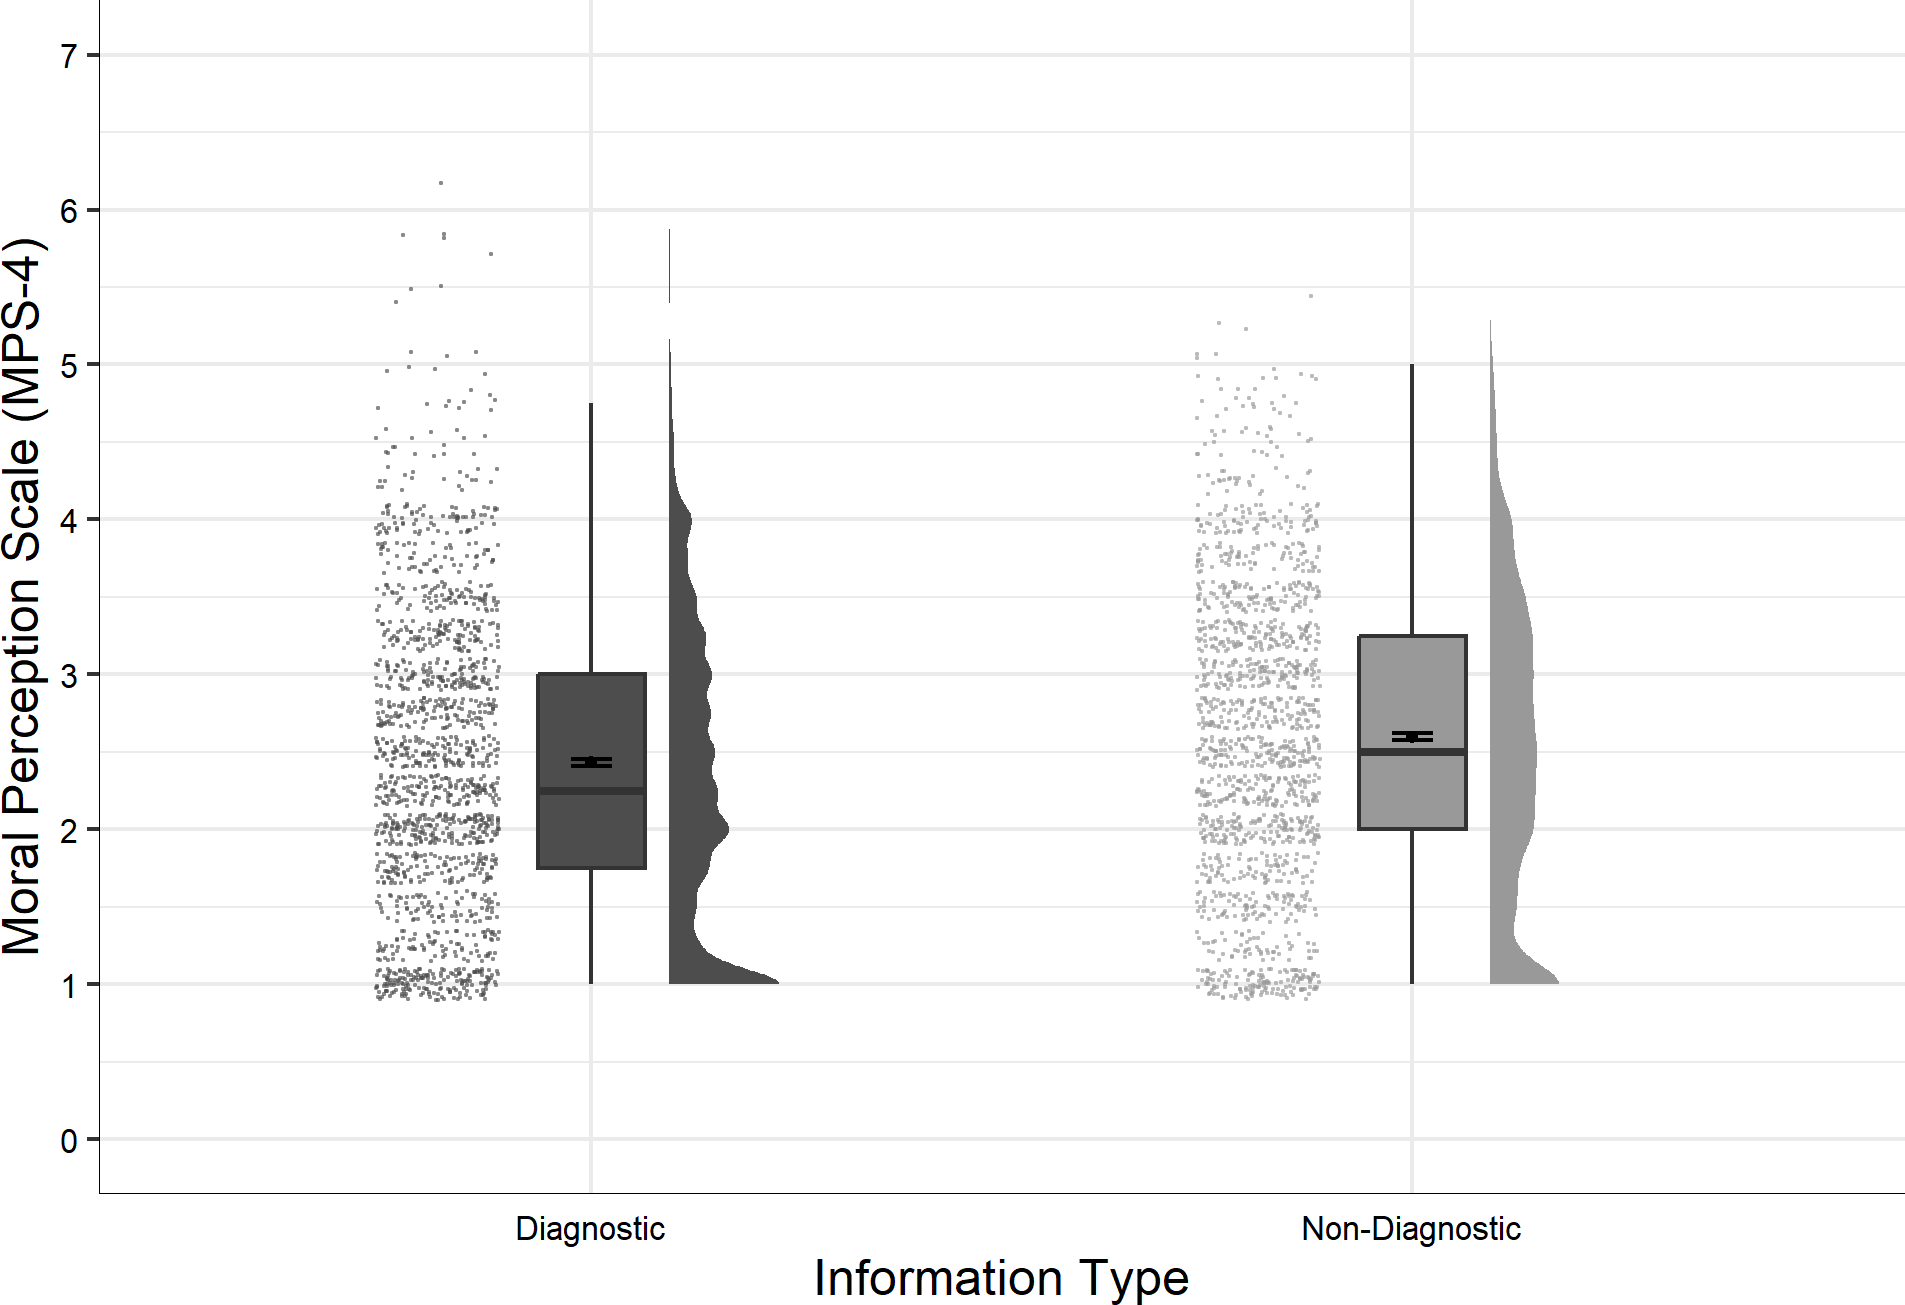 Moral Perception Scale (MPS-4)
7
6
5
4
3
2
1
0
Diagnostic
Non-Diagnostic
Information Type